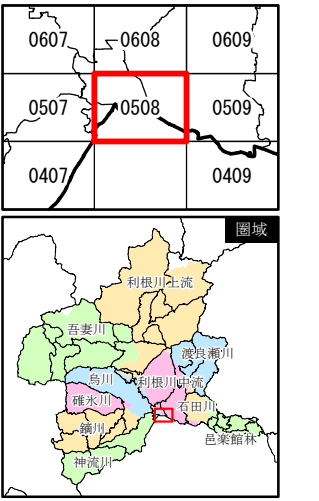 0607 0608 0609
0507 0508 0509
0407 0409
圏域
利根川上流
吾妻川
渡良瀬川
烏川 利根川中流
碓氷川
石田川
鏑川
邑楽館林
神流川